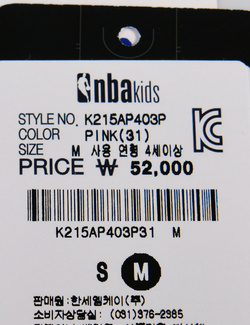 nbakids
STYLE NO. K215AP403P
COLOR PINK(31)
SIZE M 사용 연령 4세이상
PRICE ₩ 52,000
K215AP403P31 M
S M
판매원:한세엠케이(주)
소비자상담실: (031)376-2385